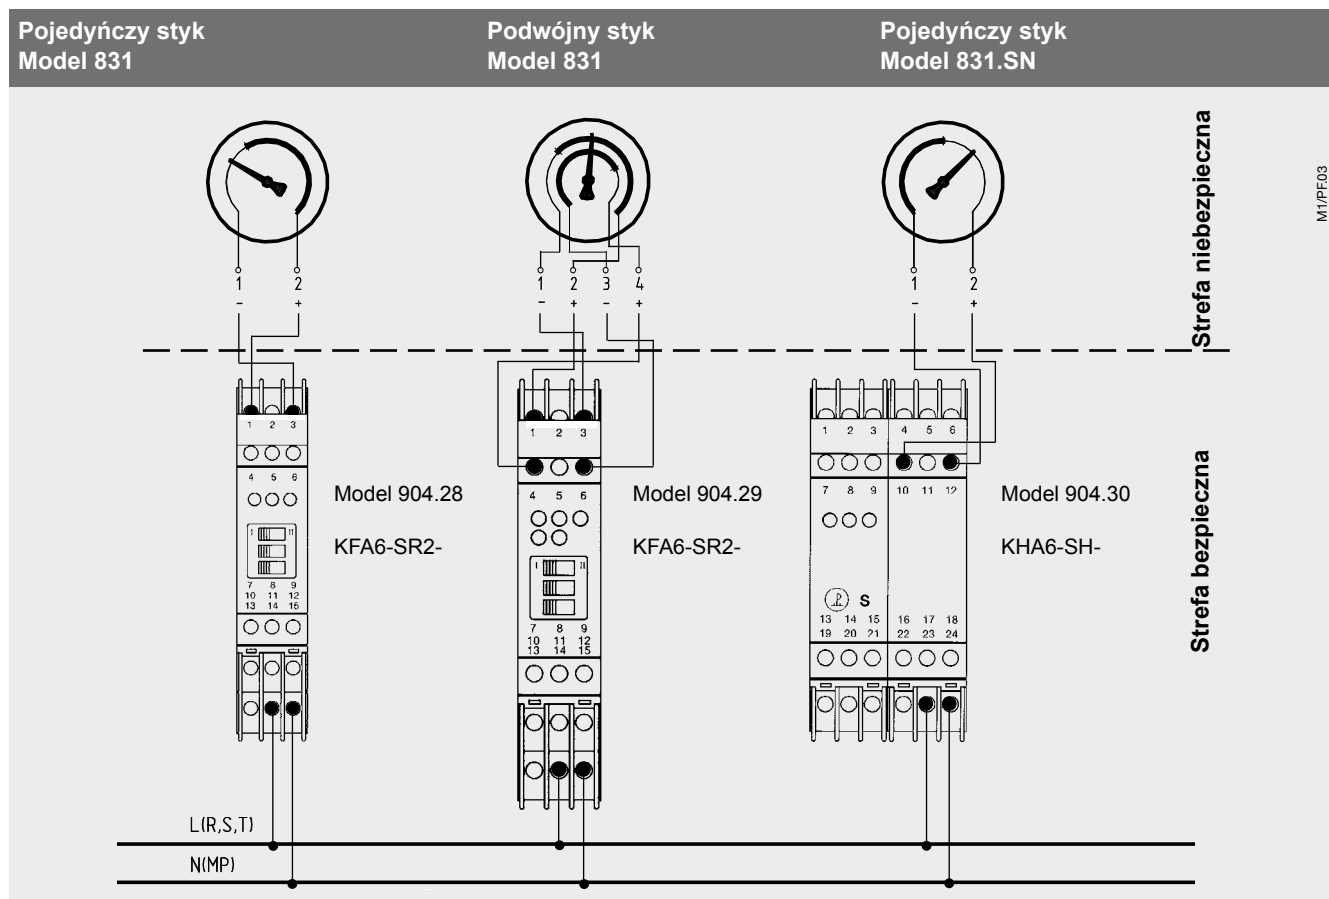 Pojedyńczy styk
Model 831
Podwójny styk
Model 831
Pojedyńczy styk
Model 831.SN
M1/PF.03
Strefa niebezpieczna
1 2
- +
1 2 3 4
- + - +
1 2
- +
Strefa bezpieczna
1 2 3
4 5 6
I II
7 8 9
10 11 12
13 14 15
Model 904.28
KFA6-SR2-
1 2 3
4 5 6
I II
7 8 9
10 11 12
13 14 15
Model 904.29
KFA6-SR2-
1 2 3 4 5 6
7 8 9 10 11 12
S
13 14 15 16 17 18
19 20 21 22 23 24
Model 904.30
KHA6-SH-
L(R,S,T)
N(MP)